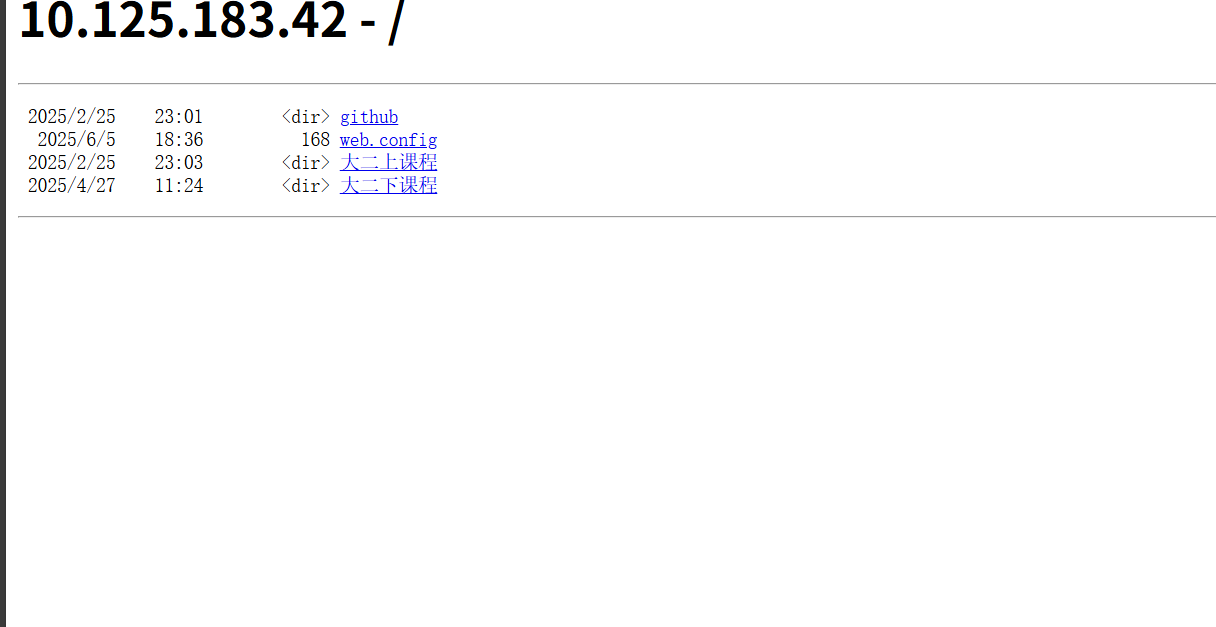 10.125.183.42 - /
2025/2/25 23:01 <dir> github
2025/6/5 18:36 168 web.config
2025/2/25 23:03 <dir> 大二上课程
2025/4/27 11:24 <dir> 大二下课程